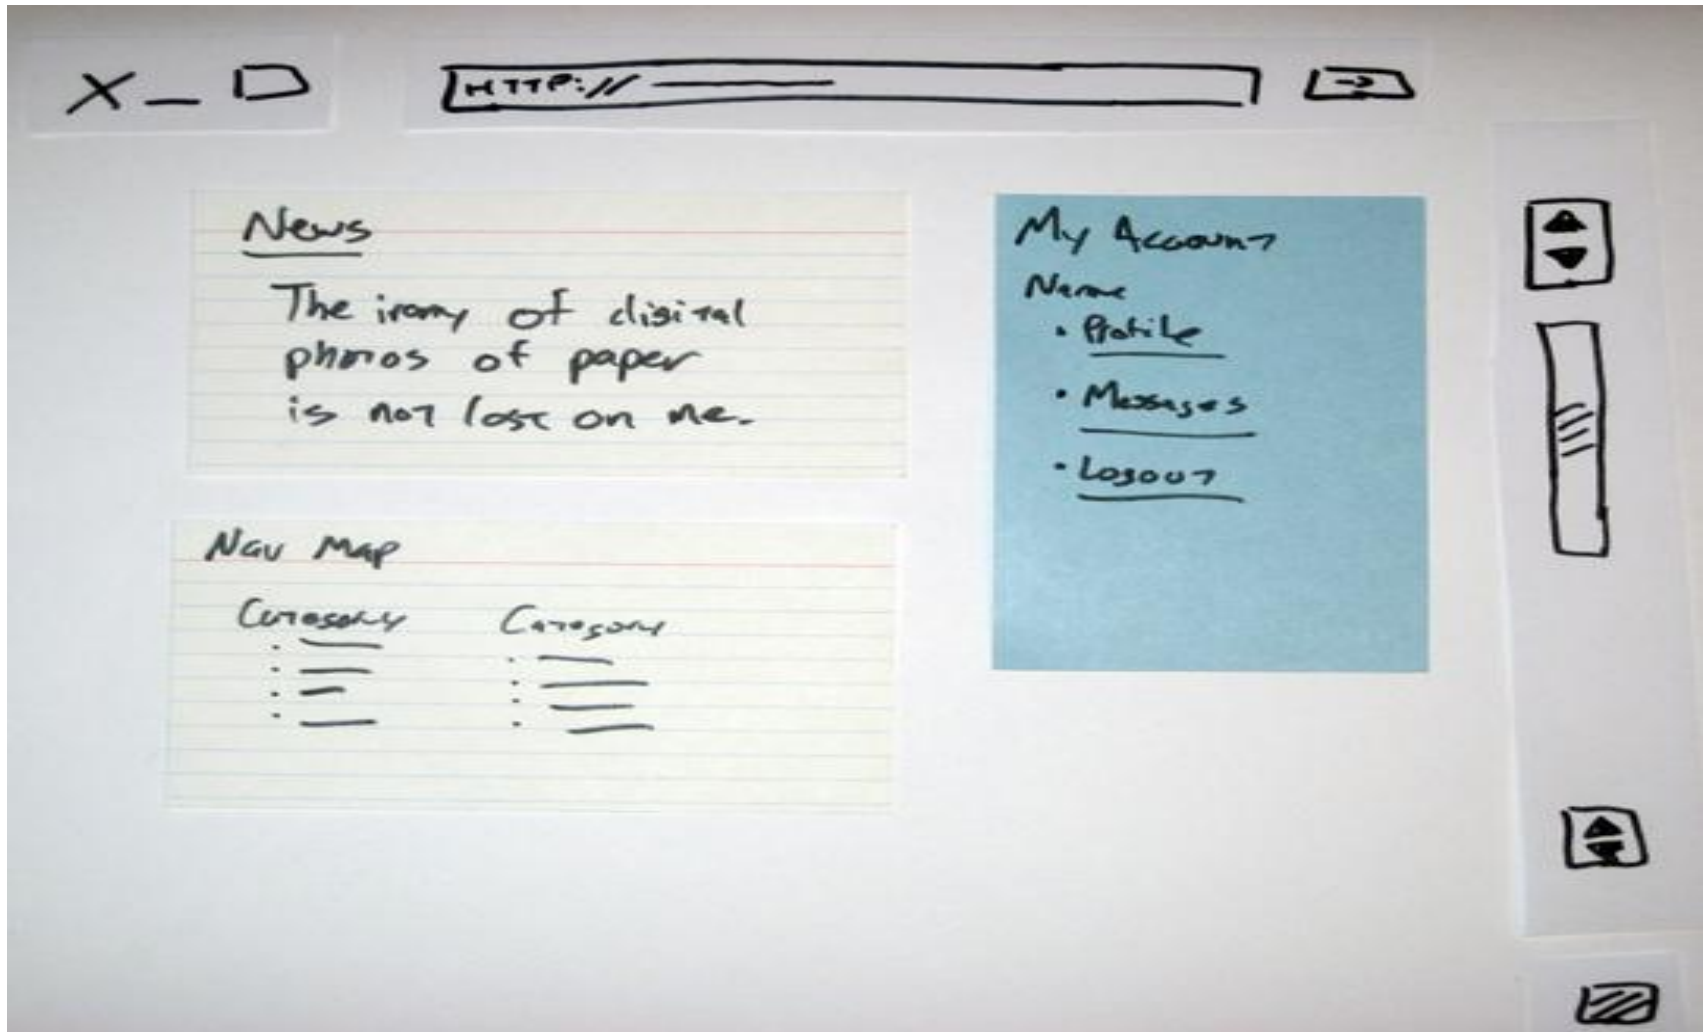 X _
HTTP://
News
The irony of digital
photos of paper
is not lost on me.
My Account
Name
• Profile
• Messages
• Logout
Nav Map
Category Category